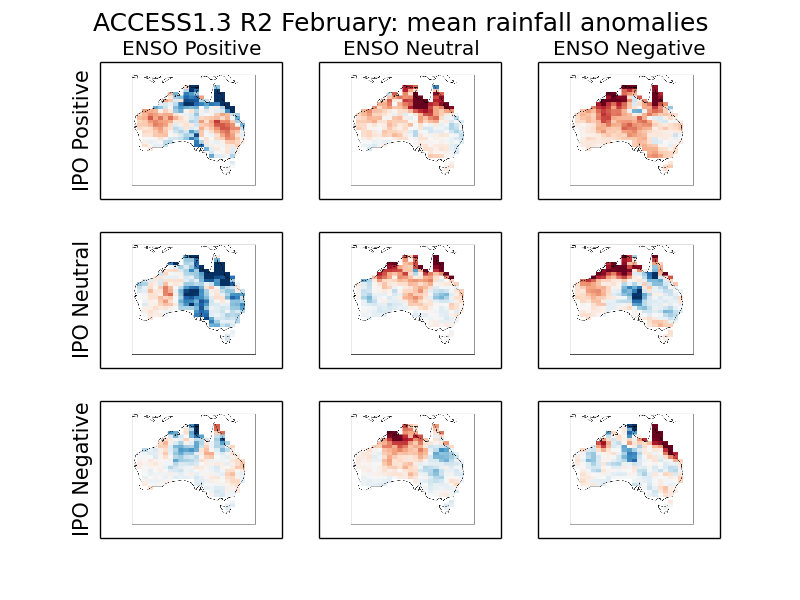 ACCESS1.3 R2 February: mean rainfall anomalies
ENSO Positive ENSO Neutral ENSO Negative
IPO Positive
IPO Neutral
IPO Negative